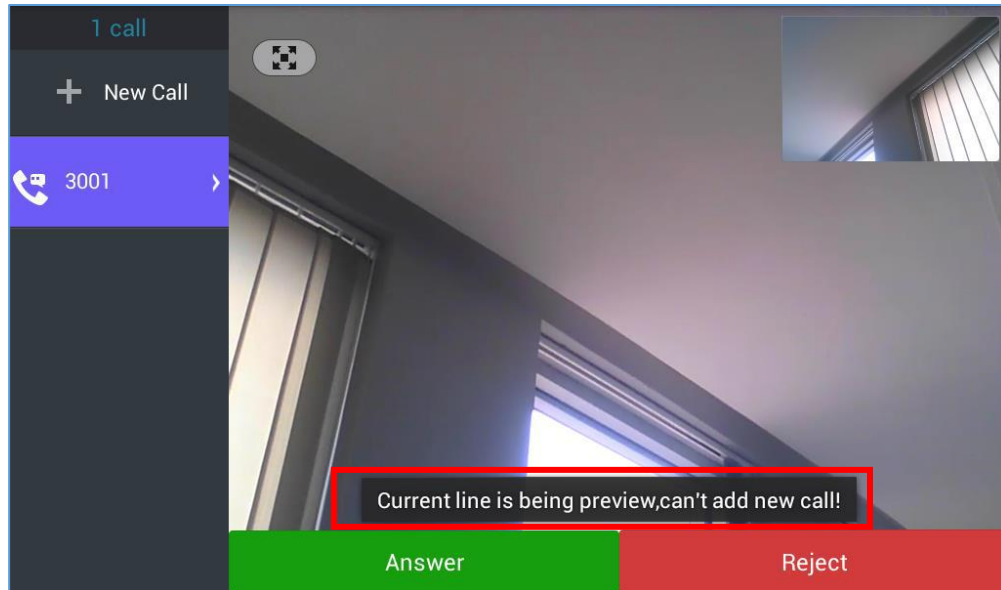 1 call
New Call
3001
Current line is being preview,can't add new call!
Answer
Reject